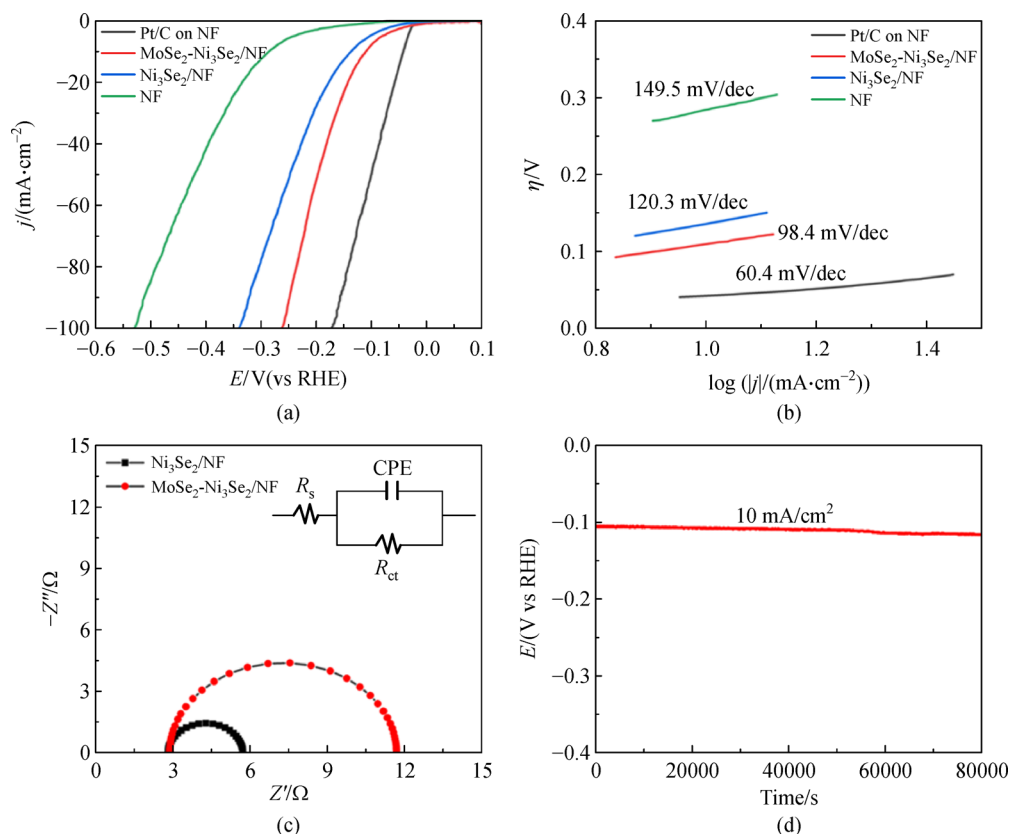 0
−20
−40
−60
−80
−100
j/(mA·cm⁻²)
Pt/C on NF
MoSe₂-Ni₃Se₂/NF
Ni₃Se₂/NF
NF
−0.6 −0.5 −0.4 −0.3 −0.2 −0.1 0.0 0.1
E/V(vs RHE)
(a)
0.4
0.3
0.2
0.1
0.0
η/V
Pt/C on NF
MoSe₂-Ni₃Se₂/NF
Ni₃Se₂/NF
NF
149.5 mV/dec
120.3 mV/dec
98.4 mV/dec
60.4 mV/dec
0.8 1.0 1.2 1.4
log (|j|/(mA·cm⁻²))
(b)
−15
−12
−9
−6
−3
0
−Z″/Ω
Ni₃Se₂/NF
MoSe₂-Ni₃Se₂/NF
CPE
Rₛ
R_ct
0 3 6 9 12 15
Z′/Ω
(c)
−0.0
−0.1
−0.2
−0.3
−0.4
E/(V vs RHE)
10 mA/cm²
0 20000 40000 60000 80000
Time/s
(d)